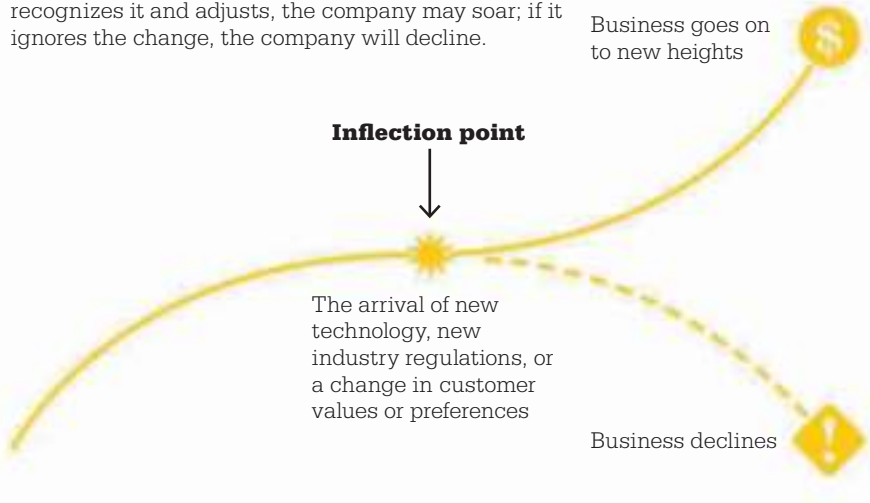 recognizes it and adjusts, the company may soar; if it
ignores the change, the company will decline.
Business goes on
to new heights
$
Inflection point
The arrival of new
technology, new
industry regulations, or
a change in customer
values or preferences
Business declines
!